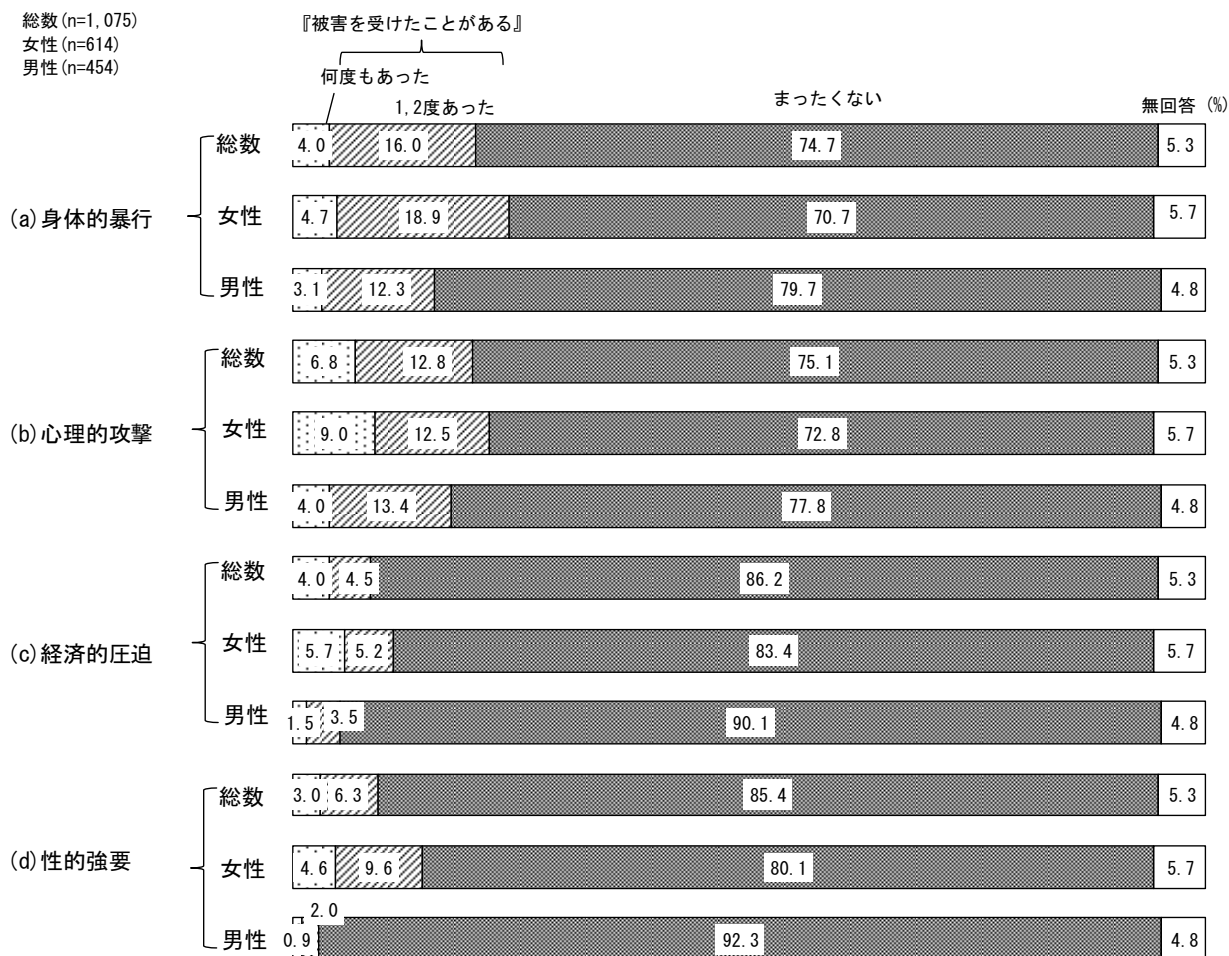 総数(n=1,075)
女性(n=614)
男性(n=454)
『被害を受けたことがある』
何度もあった
1,2度あった
まったくない
無回答 (%)
(a)身体的暴行
総数 4.0 16.0 74.7 5.3
女性 4.7 18.9 70.7 5.7
男性 3.1 12.3 79.7 4.8
(b)心理的攻撃
総数 6.8 12.8 75.1 5.3
女性 9.0 12.5 72.8 5.7
男性 4.0 13.4 77.8 4.8
(c)経済的圧迫
総数 4.0 4.5 86.2 5.3
女性 5.7 5.2 83.4 5.7
男性 1.5 3.5 90.1 4.8
(d)性的強要
総数 3.0 6.3 85.4 5.3
女性 4.6 9.6 80.1 5.7
男性 0.9 2.0 92.3 4.8